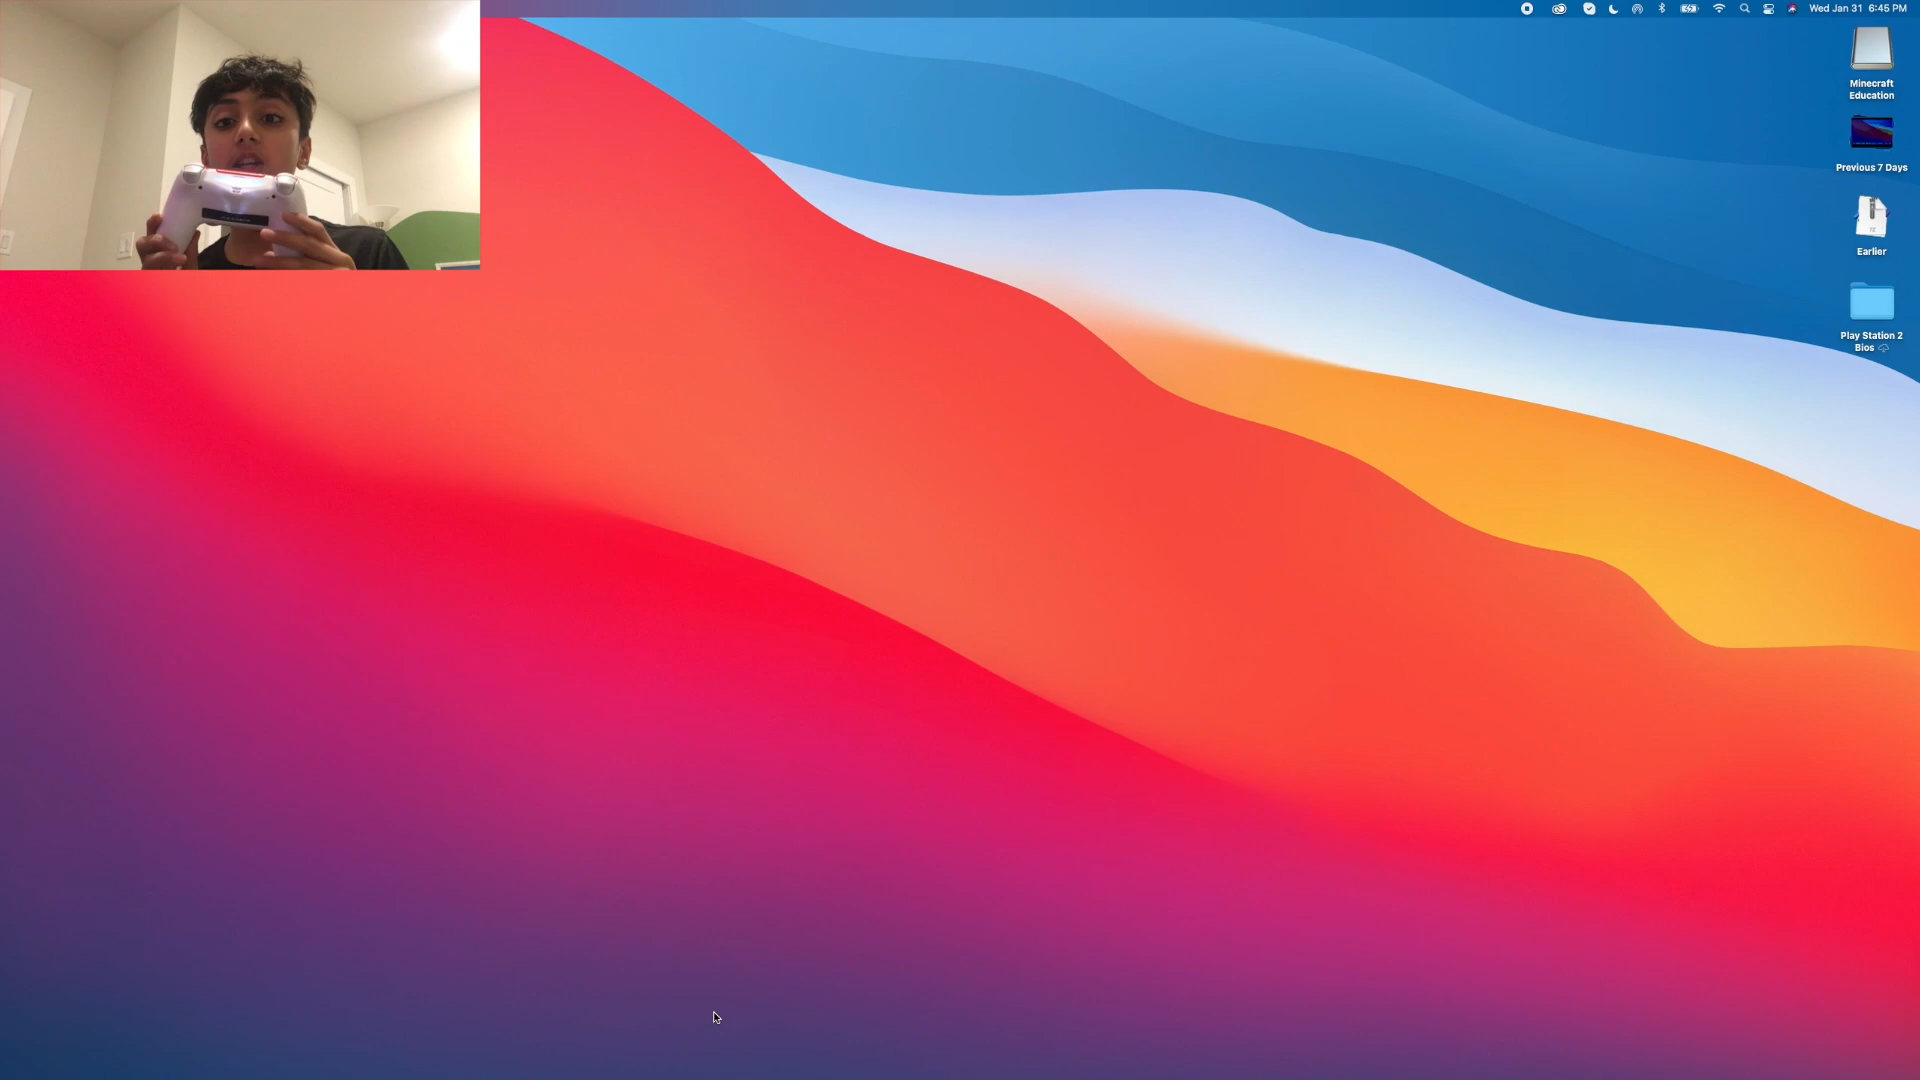 Wed Jan 31 6:45 PM
Minecraft
Education
Previous 7 Days
Earlier
Play Station 2
Bios